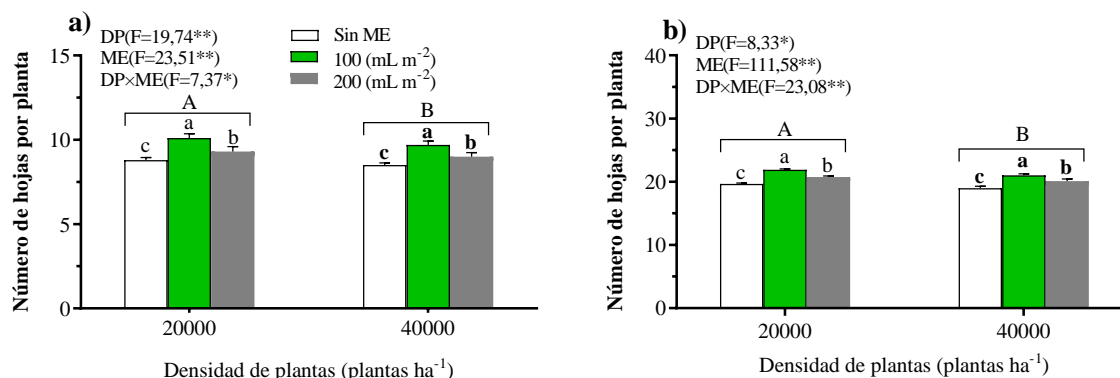 a)
DP(F=19,74**)
ME(F=23,51**)
DP×ME(F=7,37*)
Sin ME
100 (mL m-2)
200 (mL m-2)
Número de hojas por planta
15
10
5
0
A
c
a
b
B
c
a
b
20000
40000
Densidad de plantas (plantas ha-1)
b)
DP(F=8,33*)
ME(F=111,58**)
DP×ME(F=23,08**)
Número de hojas por planta
40
30
20
10
0
A
c
a
b
B
c
a
b
20000
40000
Densidad de plantas (plantas ha-1)